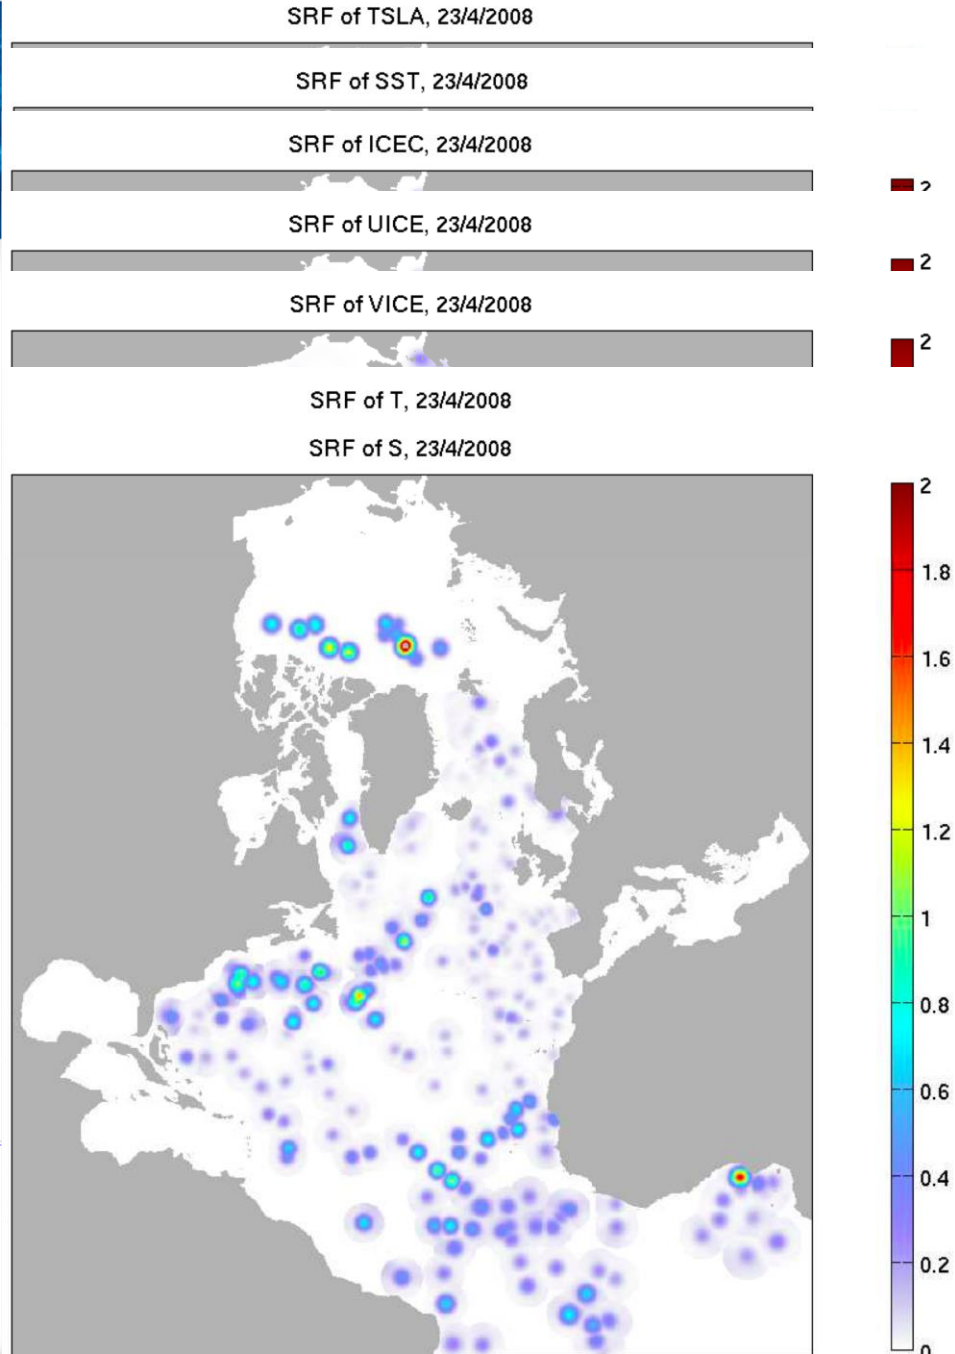 SRF of TSLA, 23/4/2008
SRF of SST, 23/4/2008
SRF of ICEC, 23/4/2008
2
SRF of UICE, 23/4/2008
2
SRF of VICE, 23/4/2008
2
SRF of T, 23/4/2008
SRF of S, 23/4/2008
2
1.8
1.6
1.4
1.2
1
0.8
0.6
0.4
0.2
0